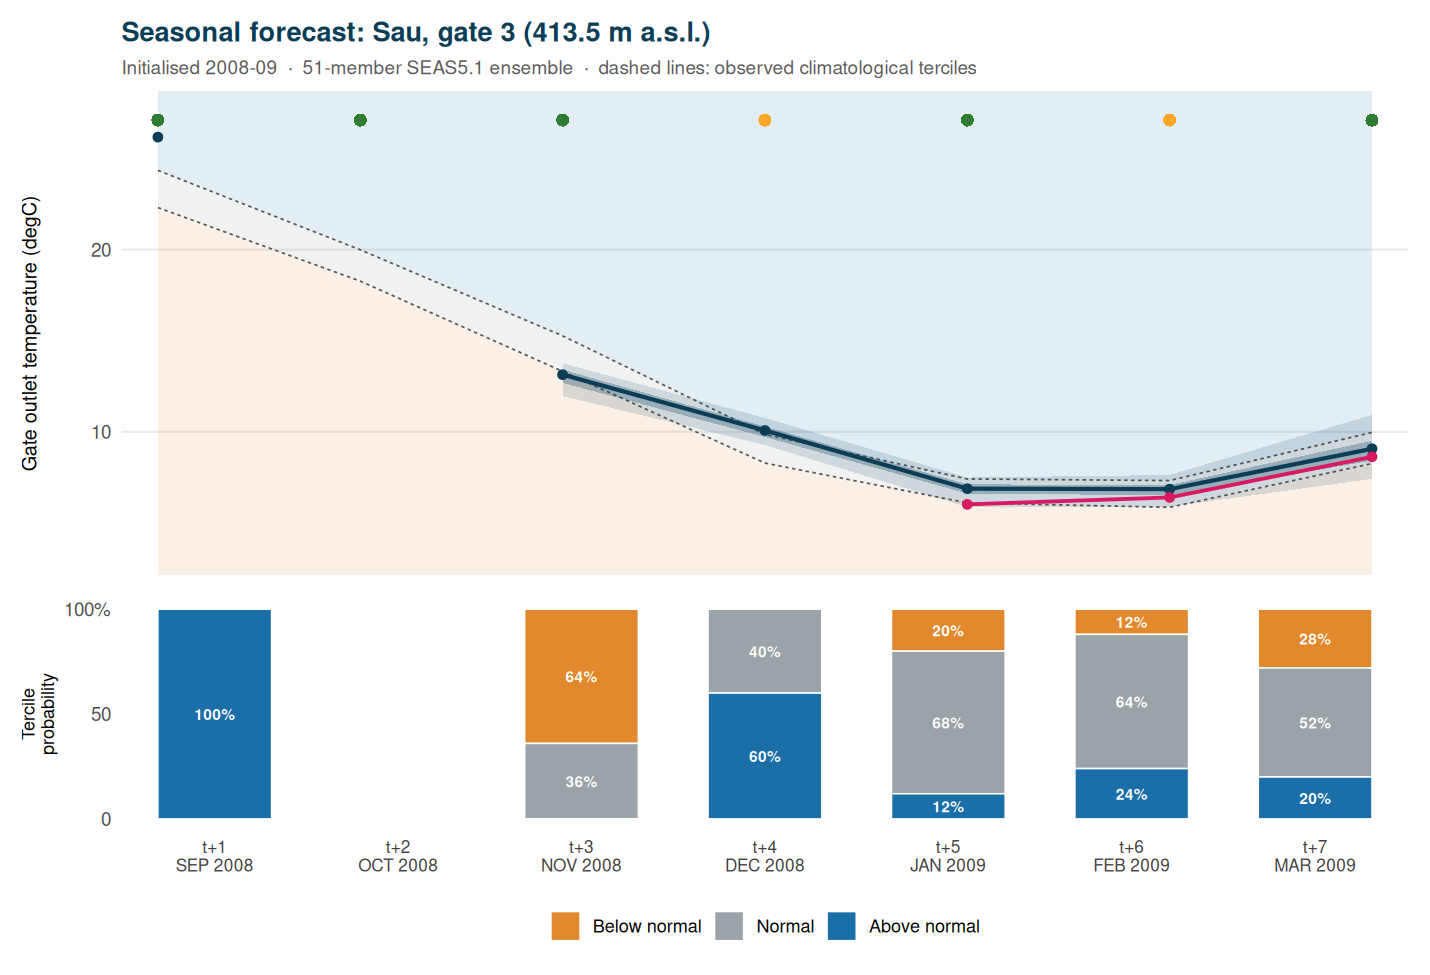 Seasonal forecast: Sau, gate 3 (413.5 m a.s.l.)
Initialised 2008-09 · 51-member SEAS5.1 ensemble · dashed lines: observed climatological terciles
Gate outlet temperature (degC)
20
10
Tercile
probability
100%
50
0
100%
64%
36%
40%
60%
20%
68%
12%
12%
64%
24%
28%
52%
20%
t+1
SEP 2008
t+2
OCT 2008
t+3
NOV 2008
t+4
DEC 2008
t+5
JAN 2009
t+6
FEB 2009
t+7
MAR 2009
Below normal
Normal
Above normal